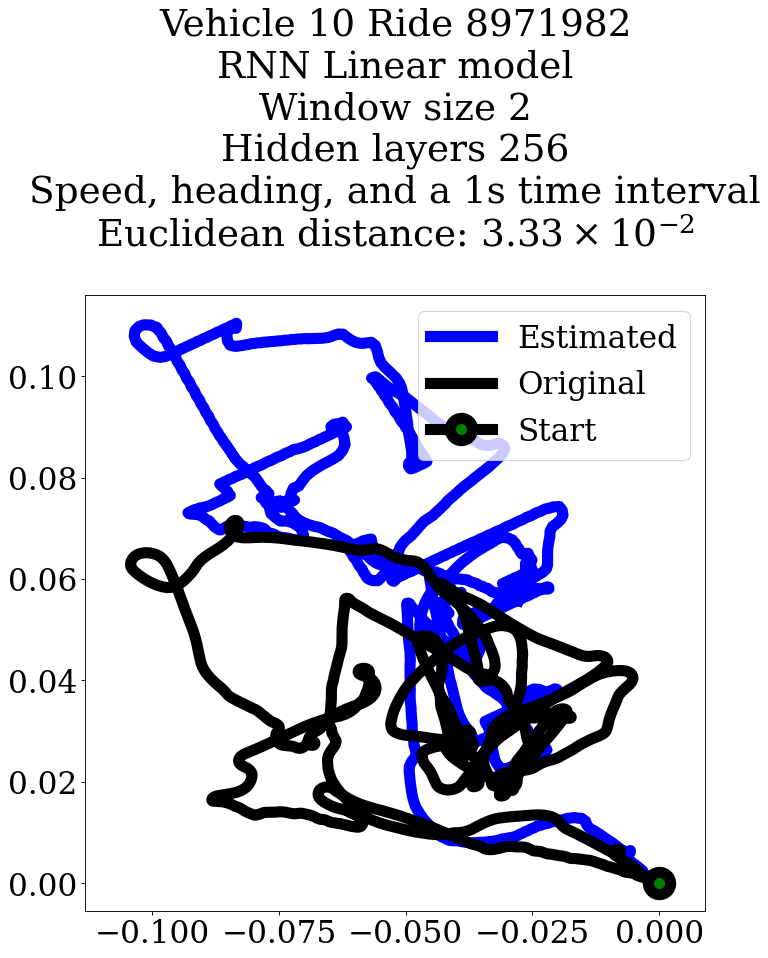 Vehicle 10 Ride 8971982
RNN Linear model
Window size 2
Hidden layers 256
Speed, heading, and a 1s time interval
Euclidean distance: 3.33 × 10⁻²
Estimated
Original
Start
0.10
0.08
0.06
0.04
0.02
0.00
−0.100 −0.075 −0.050 −0.025 0.000